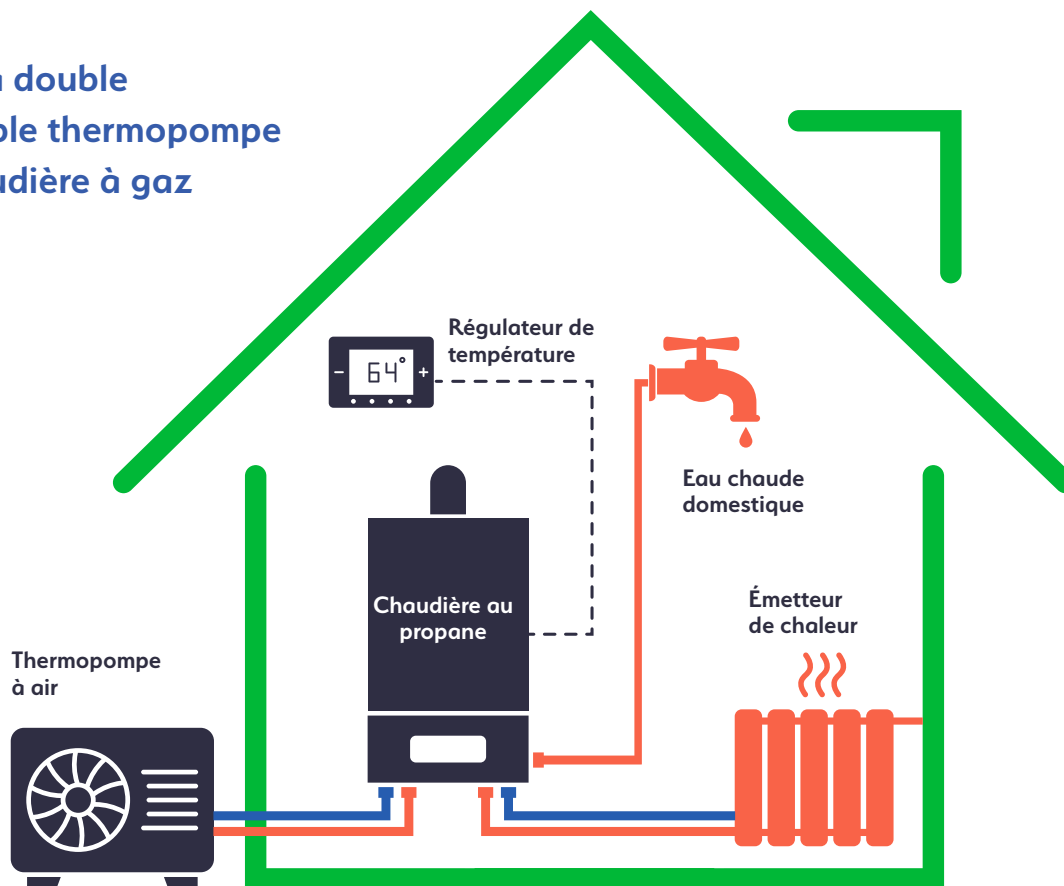 double
ble thermopompe
udière à gaz
Régulateur de
température
- 64° +
Eau chaude
domestique
Chaudière au
propane
Émetteur
de chaleur
Thermopompe
à air